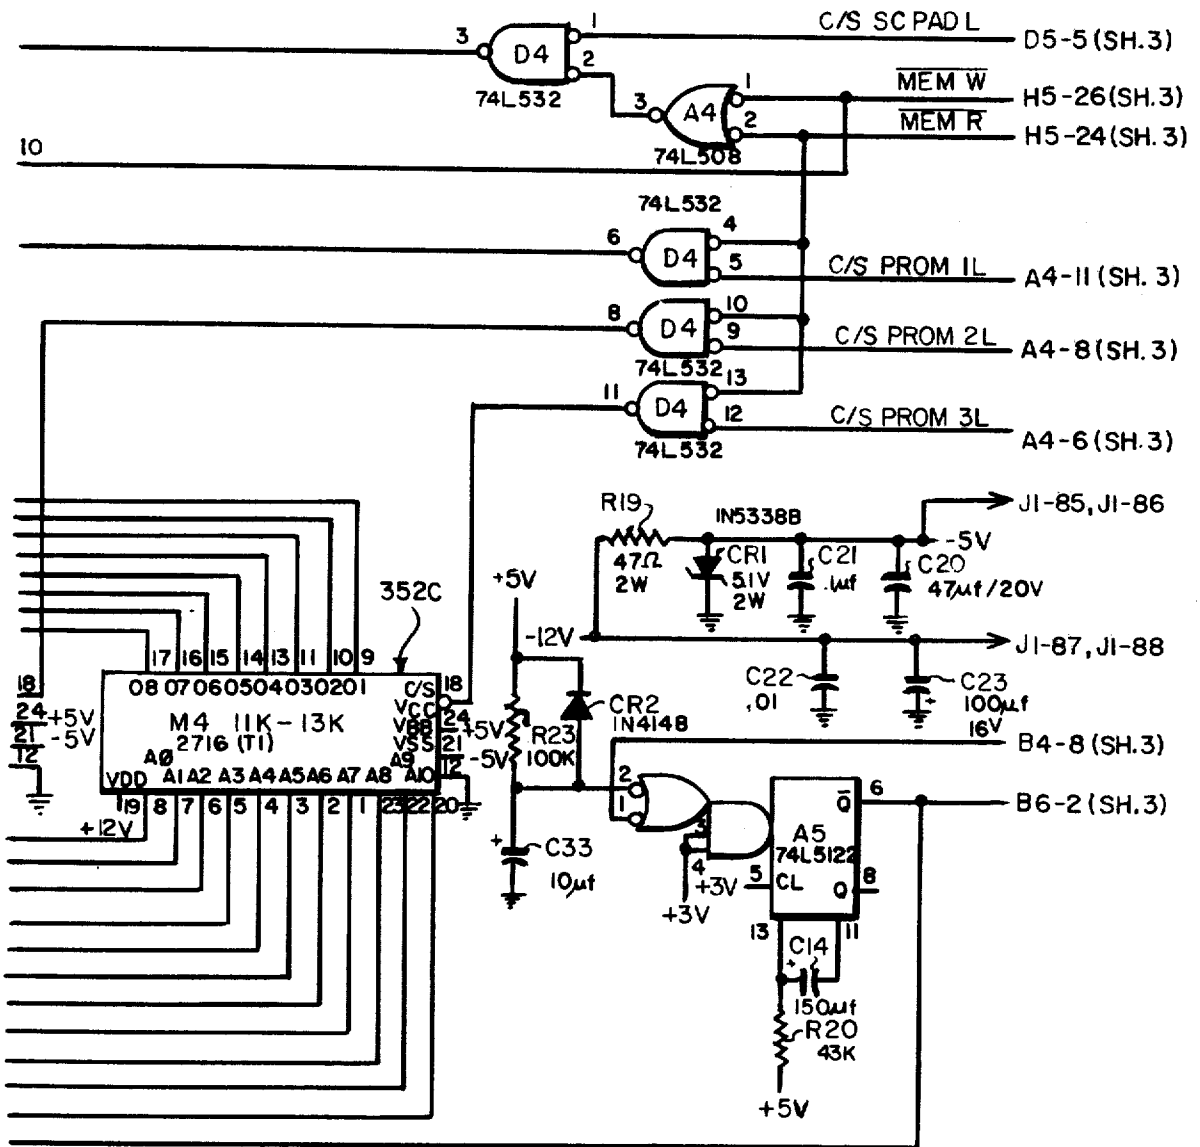 3
D4
1
2
74L532
C/S SCPAD L
D5-5 (SH.3)
MEM W
H5-26 (SH.3)
3
A4
1
2
74L508
MEM R
H5-24 (SH.3)
10
74L532
6
D4
4
5
C/S PROM 1L
A4-11 (SH. 3)
8
D4
10
9
74L532
C/S PROM 2L
A4-8 (SH.3)
11
D4
13
12
74L532
C/S PROM 3L
A4-6 (SH.3)
R19
47Ω
2W
1N5338B
CR1
5.1V
2W
C21
.1µf
C20
47µf/20V
-5V
J1-85, J1-86
-12V
C22
.01
C23
+
100µf
16V
J1-87, J1-88
352C
17 16 15 14 13 11 10 9
08 07 06 05 04 03 02 01
C/S
18
VCC
24
+5V
VBB
21
-5V
VSS
12
M4 11K-13K
2716 (T1)
A0 A1 A2 A3 A4 A5 A6 A7 A8 A9 A10
VDD
19 8 7 6 5 4 3 2 1 23 22 20
+12V
18
24
+5V
21
-5V
12
+5V
R23
100K
CR2
1N4148
+
C33
10µf
B4-8 (SH.3)
2
1
3
4
+3V
+3V
5
CL
A5
74L5122
Q̅
6
Q
8
B6-2 (SH.3)
13
11
C14
+
150µf
R20
43K
+5V